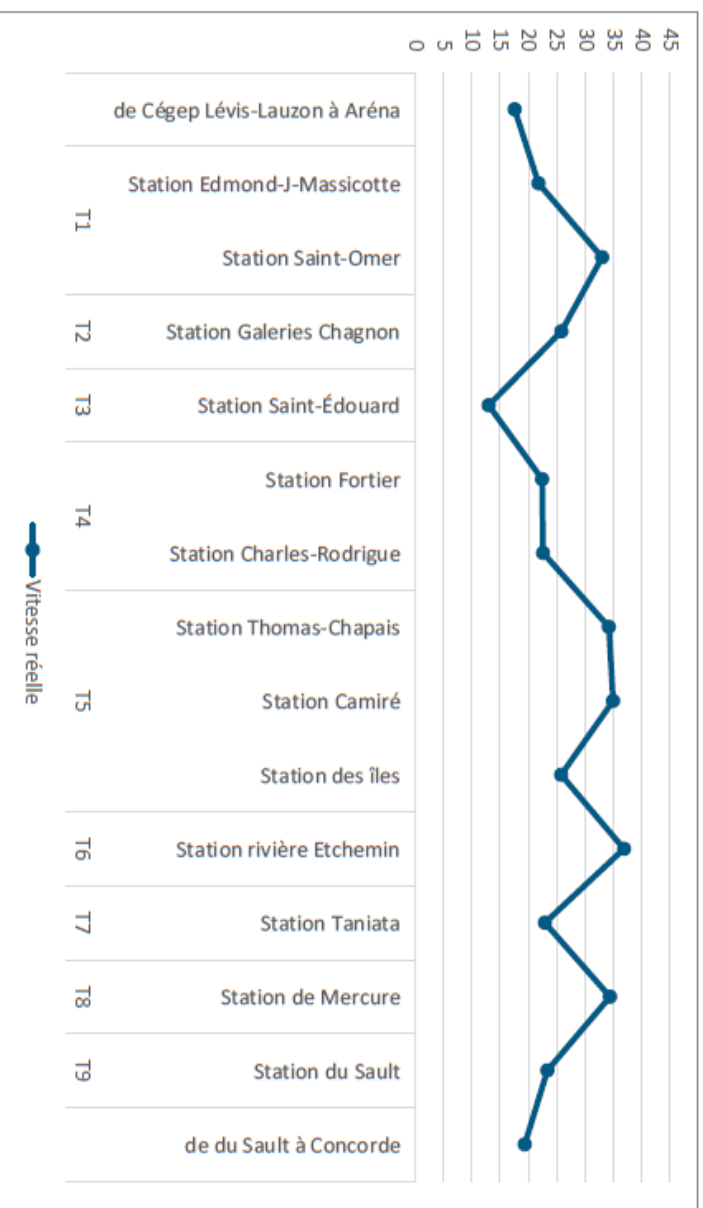 0 5 10 15 20 25 30 35 40 45
de Cégep Lévis-Lauzon à Aréna
Station Edmond-J-Massicotte
T1
Station Saint-Omer
T2
Station Galeries Chagnon
T3
Station Saint-Édouard
Station Fortier
T4
Station Charles-Rodrigue
Station Thomas-Chapais
T5
Station Camiré
Station des îles
T6
Station rivière Etchemin
T7
Station Taniata
T8
Station de Mercure
T9
Station du Sault
de du Sault à Concorde
Vitesse réelle